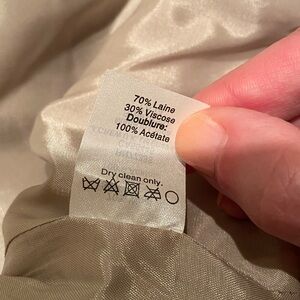 70% Laine
30% Viscose
Doublure:
100% Acétate
Dry clean only.